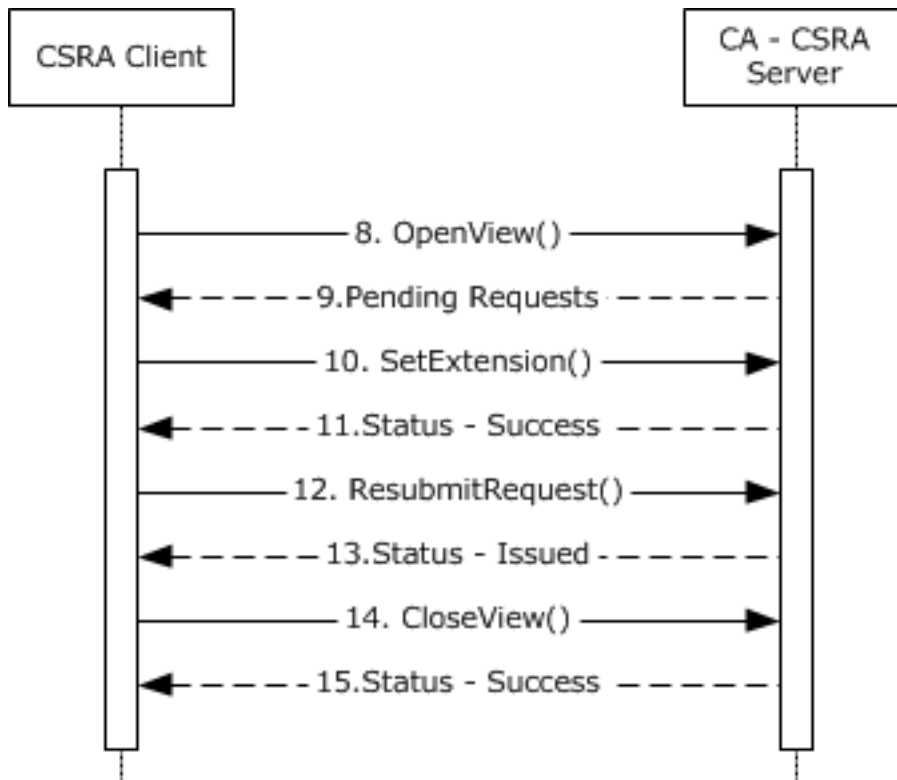 CSRA Client
CA - CSRA
Server
8. OpenView()
9.Pending Requests
10. SetExtension()
11.Status - Success
12. ResubmitRequest()
13.Status - Issued
14. CloseView()
15.Status - Success